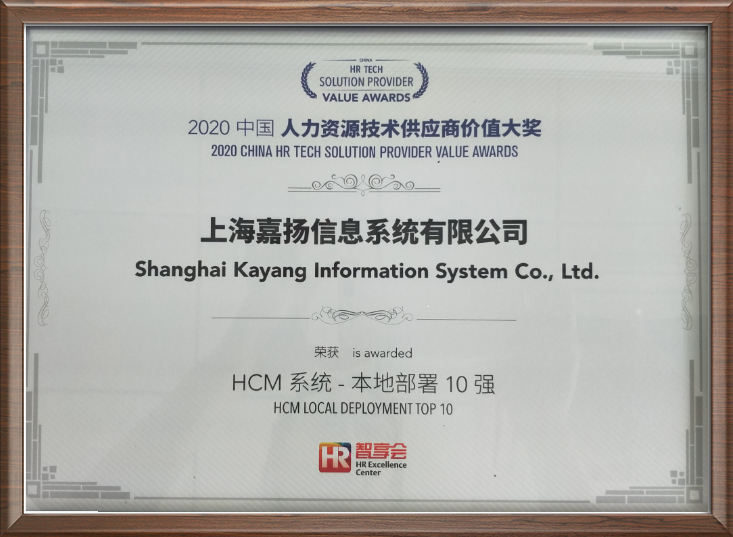 CHINA
HR TECH
SOLUTION PROVIDER
VALUE AWARDS
2020 中国 人力资源技术供应商价值大奖
2020 CHINA HR TECH SOLUTION PROVIDER VALUE AWARDS
上海嘉扬信息系统有限公司
Shanghai Kayang Information System Co., Ltd.
荣获 is awarded
HCM 系统 - 本地部署 10 强
HCM LOCAL DEPLOYMENT TOP 10
HR 智享会
HR Excellence
Center